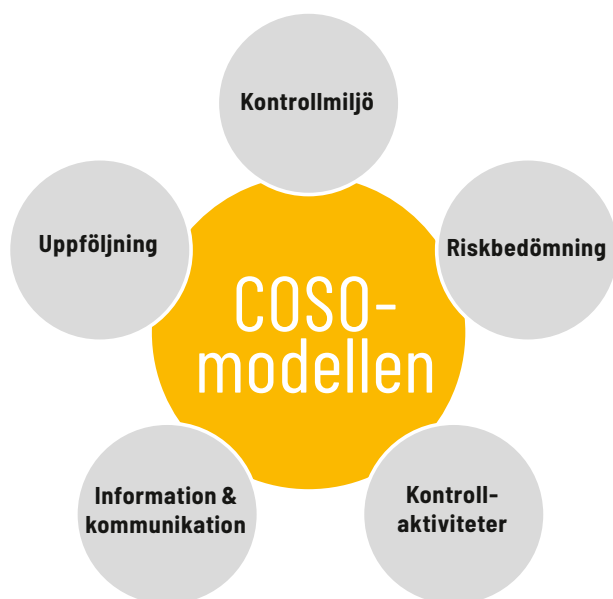 Kontrollmiljö
Uppföljning
Riskbedömning
COSO-
modellen
Information &
kommunikation
Kontroll-
aktiviteter